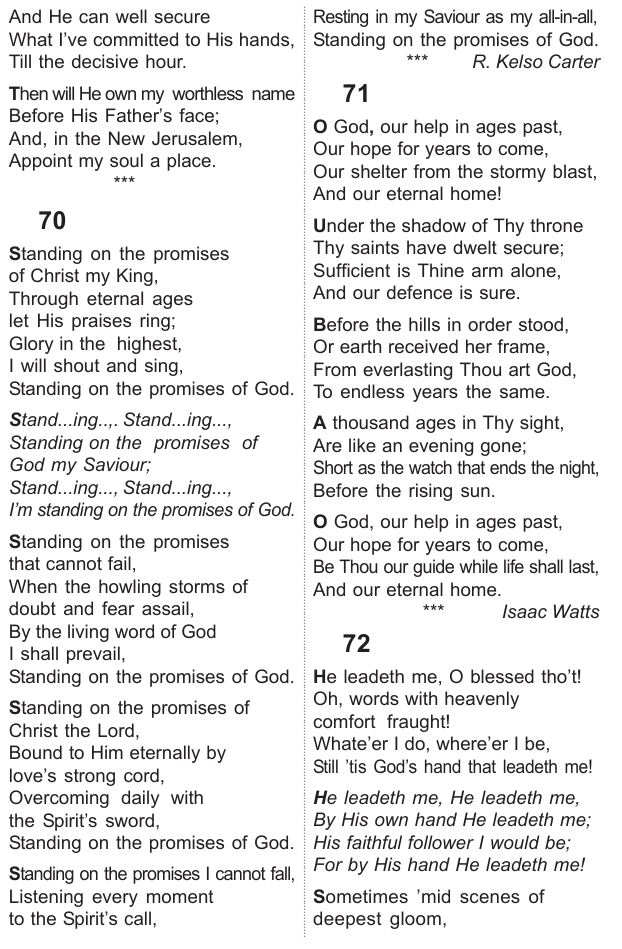 And He can well secure
What I've committed to His hands,
Till the decisive hour.
Then will He own my worthless name
Before His Father's face;
And, in the New Jerusalem,
Appoint my soul a place.
***
70
Standing on the promises
of Christ my King,
Through eternal ages
let His praises ring;
Glory in the highest,
I will shout and sing,
Standing on the promises of God.
Stand...ing..,. Stand...ing...,
Standing on the promises of
God my Saviour;
Stand...ing..., Stand...ing...,
I'm standing on the promises of God.
Standing on the promises
that cannot fail,
When the howling storms of
doubt and fear assail,
By the living word of God
I shall prevail,
Standing on the promises of God.
Standing on the promises of
Christ the Lord,
Bound to Him eternally by
love's strong cord,
Overcoming daily with
the Spirit's sword,
Standing on the promises of God.
Standing on the promises I cannot fall,
Listening every moment
to the Spirit's call,
Resting in my Saviour as my all-in-all,
Standing on the promises of God.
*** R. Kelso Carter
71
O God, our help in ages past,
Our hope for years to come,
Our shelter from the stormy blast,
And our eternal home!
Under the shadow of Thy throne
Thy saints have dwelt secure;
Sufficient is Thine arm alone,
And our defence is sure.
Before the hills in order stood,
Or earth received her frame,
From everlasting Thou art God,
To endless years the same.
A thousand ages in Thy sight,
Are like an evening gone;
Short as the watch that ends the night,
Before the rising sun.
O God, our help in ages past,
Our hope for years to come,
Be Thou our guide while life shall last,
And our eternal home.
*** Isaac Watts
72
He leadeth me, O blessed tho't!
Oh, words with heavenly
comfort fraught!
Whate'er I do, where'er I be,
Still 'tis God's hand that leadeth me!
He leadeth me, He leadeth me,
By His own hand He leadeth me;
His faithful follower I would be;
For by His hand He leadeth me!
Sometimes 'mid scenes of
deepest gloom,